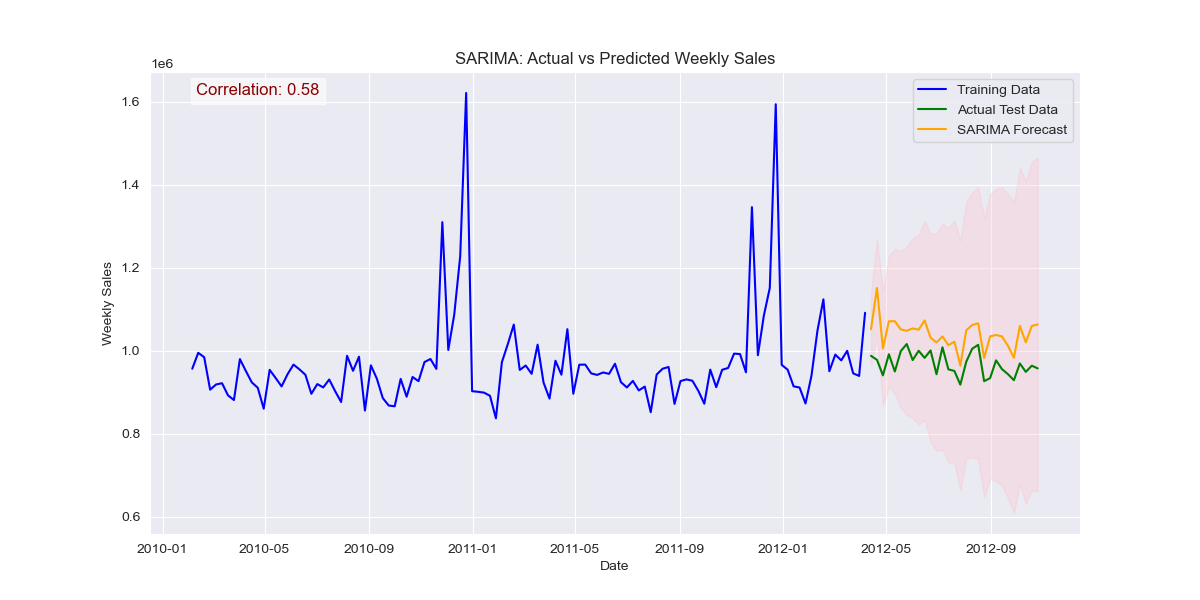 SARIMA: Actual vs Predicted Weekly Sales
1e6
Correlation: 0.58
Training Data
Actual Test Data
SARIMA Forecast
1.6
1.4
1.2
1.0
0.8
0.6
Weekly Sales
2010-01 2010-05 2010-09 2011-01 2011-05 2011-09 2012-01 2012-05 2012-09
Date